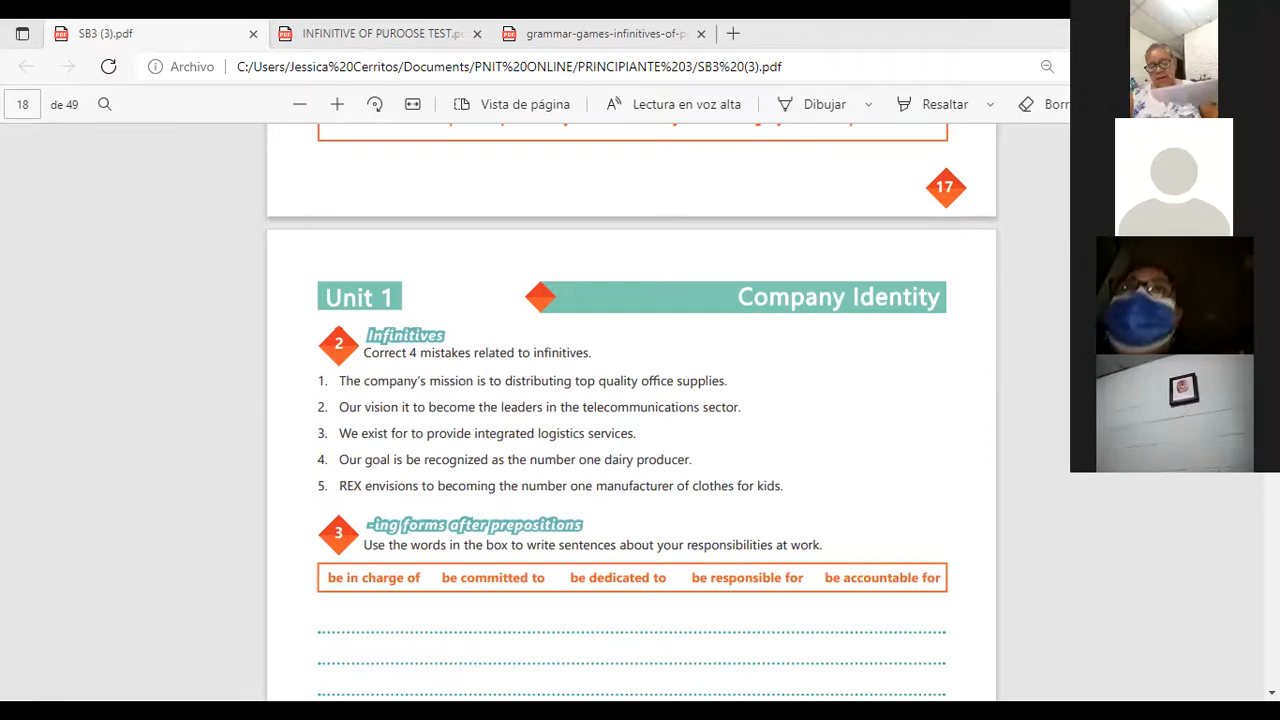 SB3 (3).pdf
INFINITIVE OF PUROOSE TEST.p
grammar-games-infinitives-of-p
Archivo
C:/Users/Jessica%20Cerritos/Documents/PNIT%20ONLINE/PRINCIPIANTE%203/SB3%20(3).pdf
18 de 49
Vista de página
Lectura en voz alta
Dibujar
Resaltar
Borr
17
Unit 1
Company Identity
2
Infinitives
Correct 4 mistakes related to infinitives.
1. The company's mission is to distributing top quality office supplies.
2. Our vision it to become the leaders in the telecommunications sector.
3. We exist for to provide integrated logistics services.
4. Our goal is be recognized as the number one dairy producer.
5. REX envisions to becoming the number one manufacturer of clothes for kids.
3
-ing forms after prepositions
Use the words in the box to write sentences about your responsibilities at work.
be in charge of be committed to be dedicated to be responsible for be accountable for